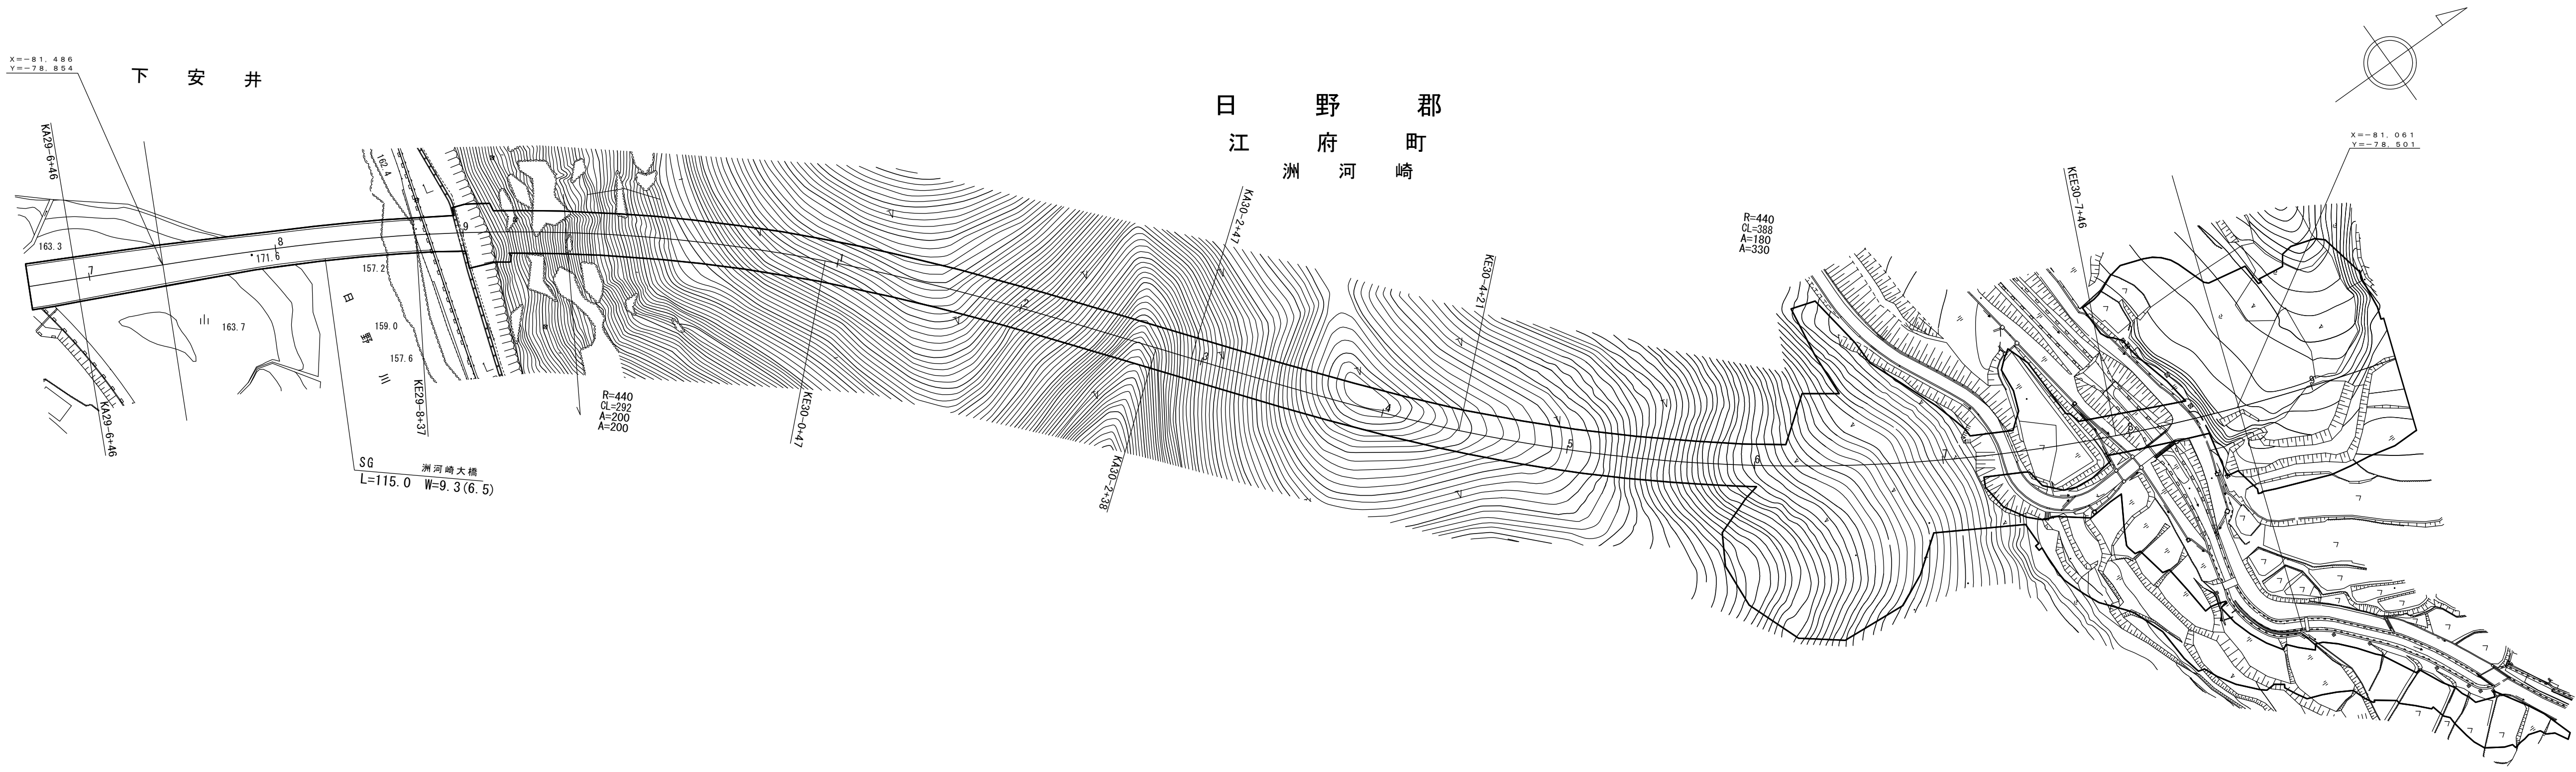 X=-81. 486
Y=-78. 854
下 安 井
日 野 郡
江 府 町
洲 河 崎
X=-81. 061
Y=-78. 501
KA29-6+46
162.4
163.3
7
8
171.6
9
157.2
日 野 川
159.0
163.7
157.6
KA29-6+46
KE29-8+37
SG 洲河崎大橋
L=115.0 W=9.3(6.5)
R=440
CL=292
A=200
A=200
KE30-0+47
1
2
KA30-2+47
3
KA30-2+38
4
KE30-4+21
5
6
7
R=440
CL=388
A=180
A=330
KEE30-7+46
8
9